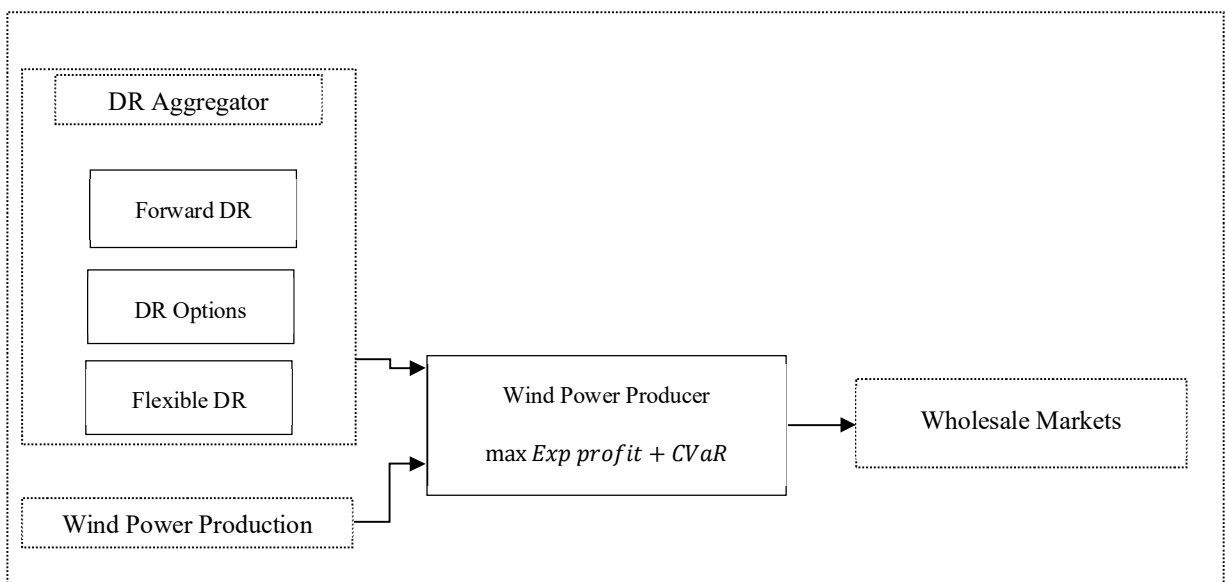 DR Aggregator
Forward DR
DR Options
Flexible DR
Wind Power Production
Wind Power Producer
max Exp profit + CVaR
Wholesale Markets